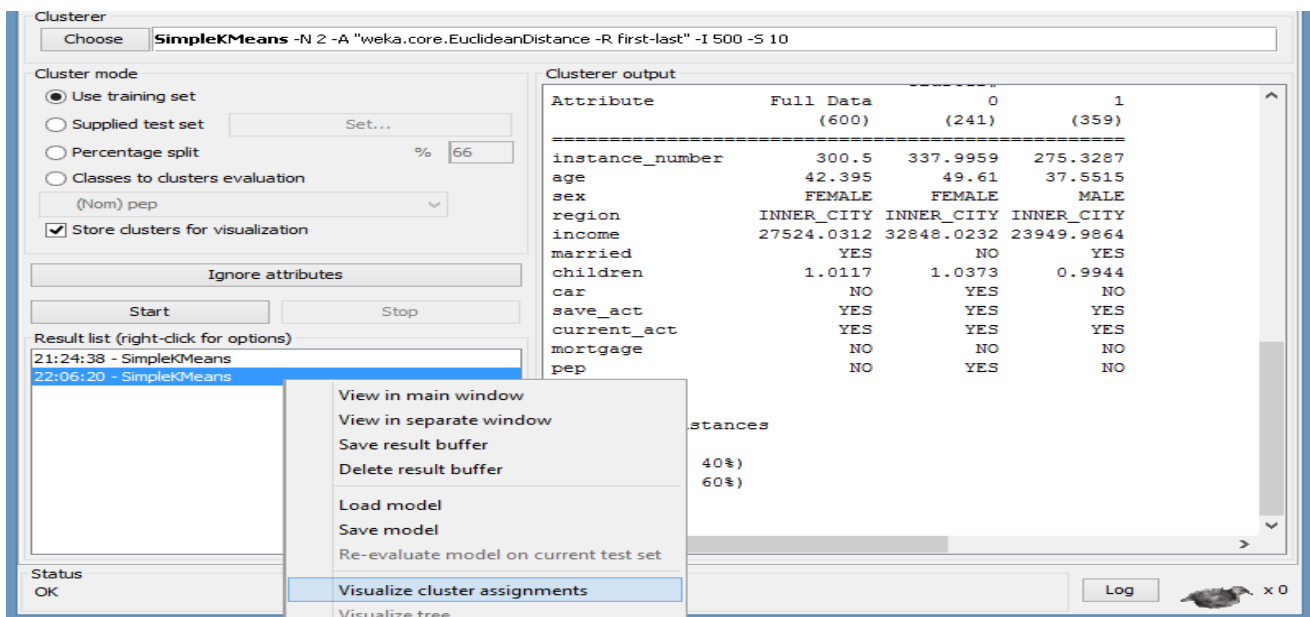 Clusterer
Choose SimpleKMeans -N 2 -A "weka.core.EuclideanDistance -R first-last" -I 500 -S 10
Cluster mode
Use training set
Supplied test set Set...
Percentage split % 66
Classes to clusters evaluation
(Nom) pep
Store clusters for visualization
Ignore attributes
Start Stop
Result list (right-click for options)
21:24:38 - SimpleKMeans
22:06:20 - SimpleKMeans
View in main window
View in separate window
Save result buffer
Delete result buffer
Load model
Save model
Re-evaluate model on current test set
Visualize cluster assignments
Visualize tree
Clusterer output
Attribute Full Data 0 1
(600) (241) (359)
==================================================
instance_number 300.5 337.9959 275.3287
age 42.395 49.61 37.5515
sex FEMALE FEMALE MALE
region INNER_CITY INNER_CITY INNER_CITY
income 27524.0312 32848.0232 23949.9864
married YES NO YES
children 1.0117 1.0373 0.9944
car NO YES NO
save_act YES YES YES
current_act YES YES YES
mortgage NO NO NO
pep NO YES NO
stances
40%)
60%)
Status
OK
Log x 0